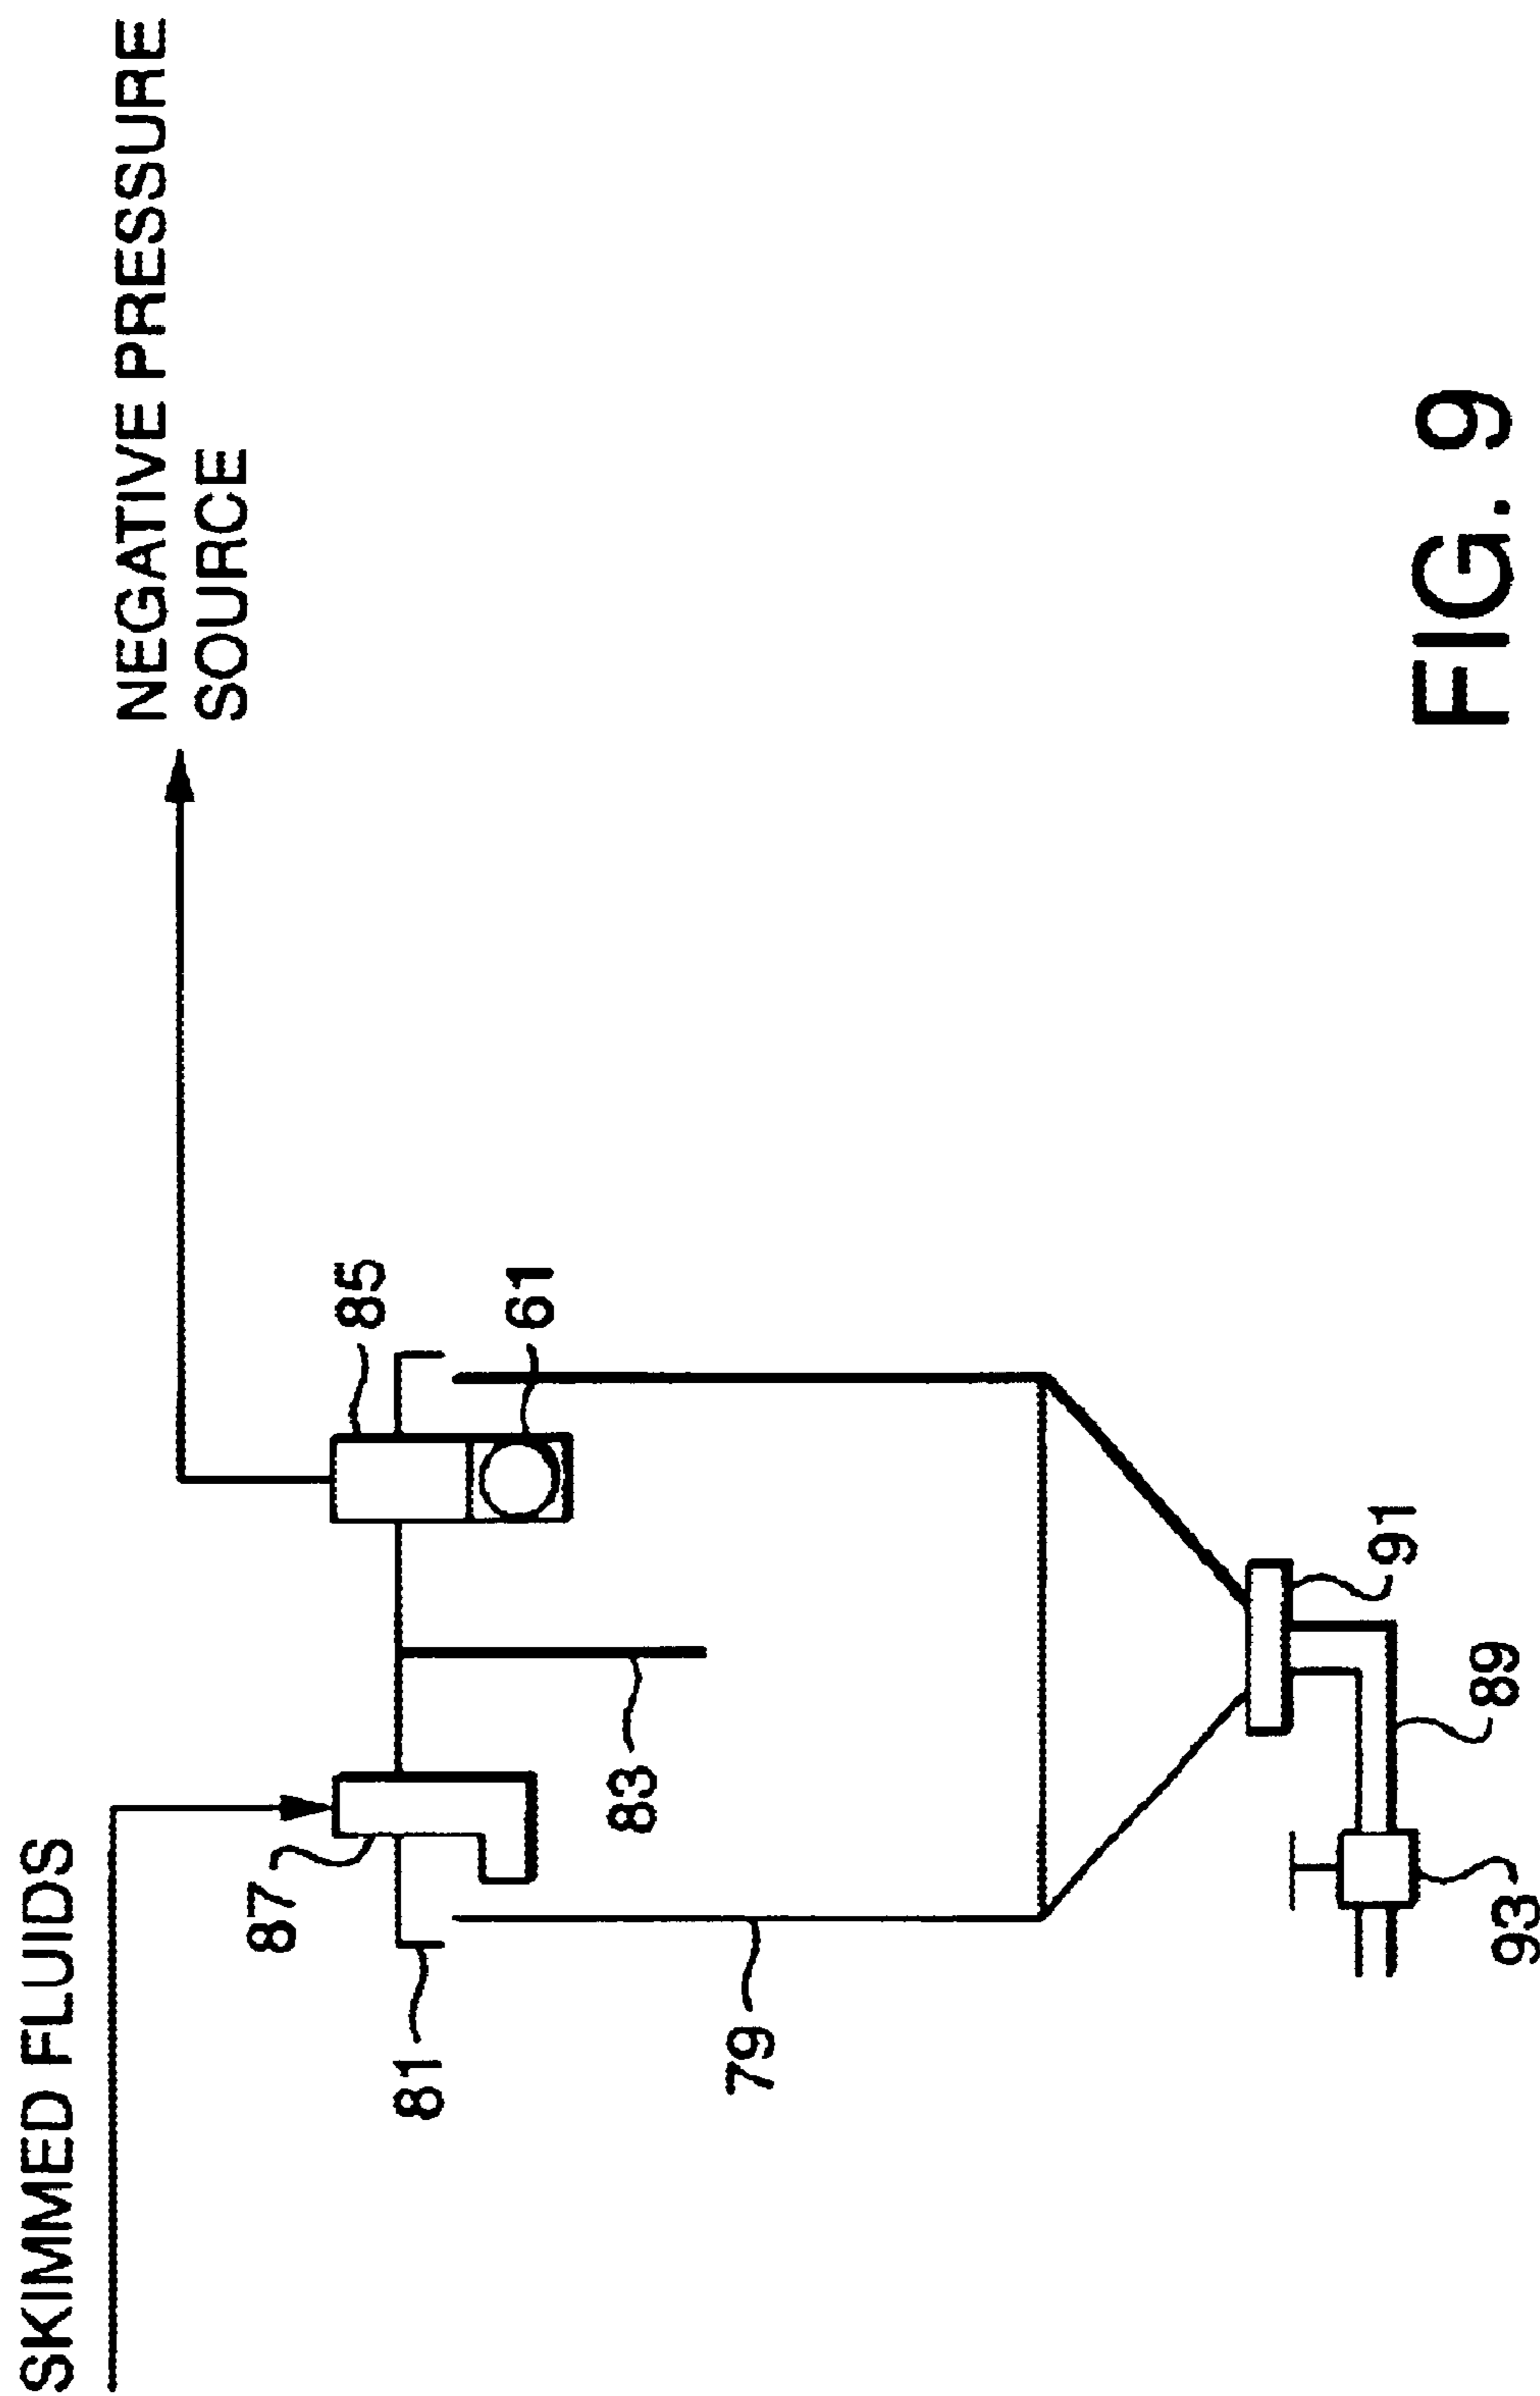 SKIMMED FLUIDS
NEGATIVE PRESSURE
SOURCE
87
85
81
61
83
79
91
89
93
FIG. 9